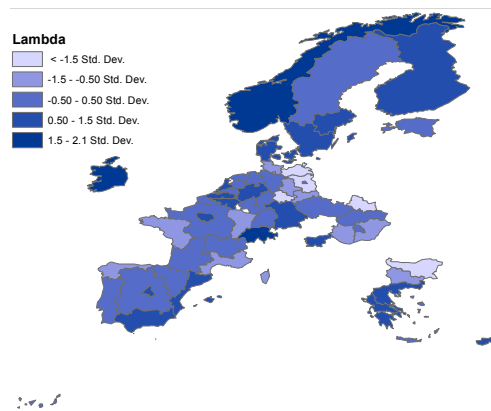 Lambda
< -1.5 Std. Dev.
-1.5 - -0.50 Std. Dev.
-0.50 - 0.50 Std. Dev.
0.50 - 1.5 Std. Dev.
1.5 - 2.1 Std. Dev.